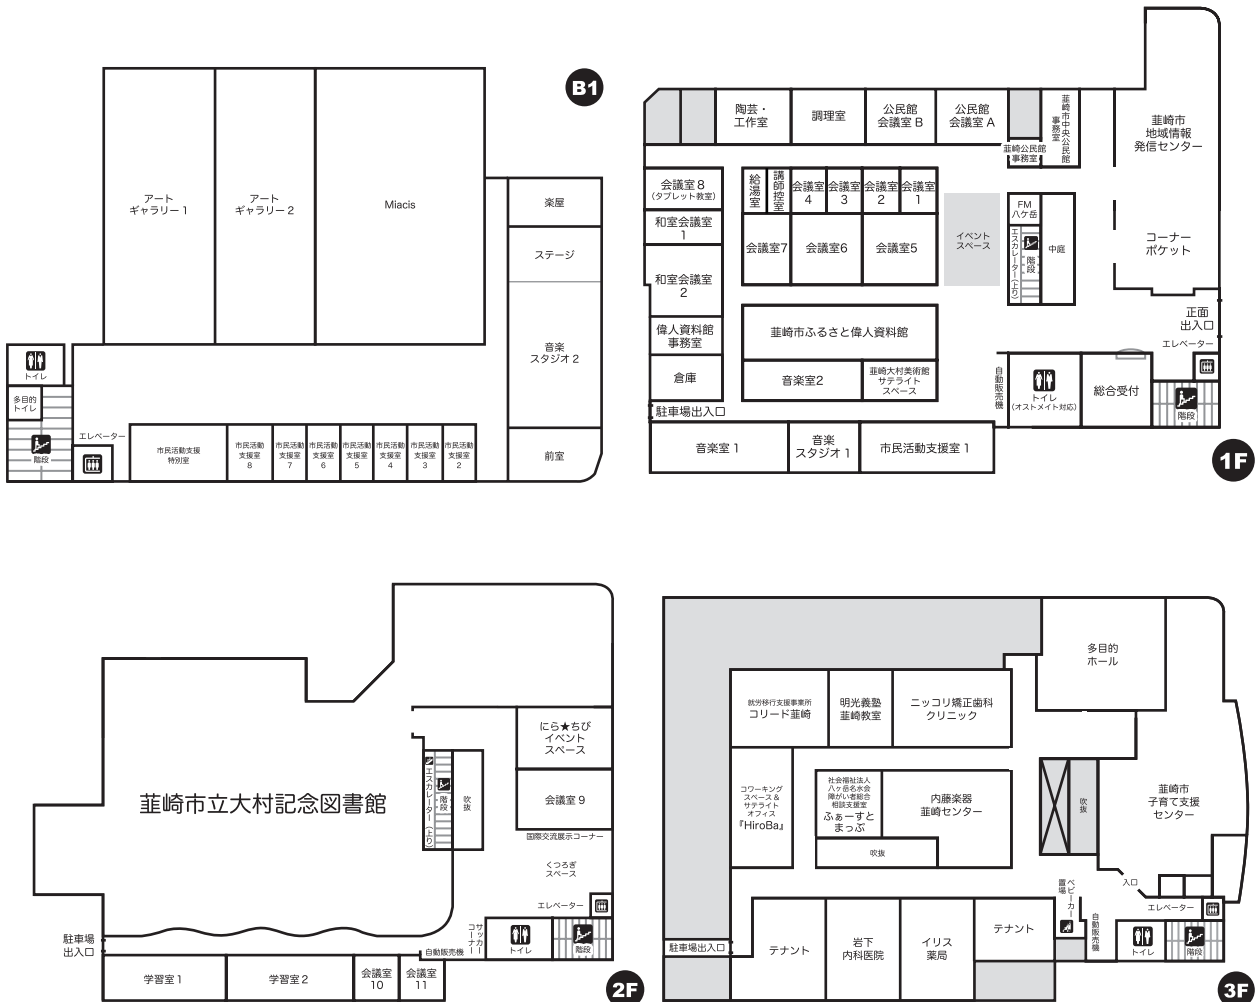 B1
アート
ギャラリー1
アート
ギャラリー2
Miacis
楽屋
ステージ
音楽
スタジオ2
前室
トイレ
多目的
トイレ
階段
エレベーター
市民活動支援
特別室
市民活動
支援室
8
市民活動
支援室
7
市民活動
支援室
6
市民活動
支援室
5
市民活動
支援室
4
市民活動
支援室
3
市民活動
支援室
2
1F
陶芸・
工作室
調理室
公民館
会議室 B
公民館
会議室 A
韮崎公民館
事務室
韮崎市中央公民館
事務室
韮崎市
地域情報
発信センター
会議室 8
(タブレット教室)
和室会議室
1
和室会議室
2
偉人資料館
事務室
倉庫
駐車場出入口
給湯室
講師控室
会議室
4
会議室
3
会議室
2
会議室
1
会議室7
会議室6
会議室5
イベント
スペース
FM
八ケ岳
エスカレーター(上り)
階段
中庭
コーナー
ポケット
正面
出入口
エレベーター
韮崎市ふるさと偉人資料館
音楽室2
韮崎大村美術館
サテライト
スペース
自動販売機
トイレ
(オストメイト対応)
総合受付
階段
音楽室 1
音楽
スタジオ 1
市民活動支援室 1
2F
韮崎市立大村記念図書館
エスカレーター(上り)
階段
吹抜
にら★ちび
イベント
スペース
会議室 9
国際交流展示コーナー
くつろぎ
スペース
エレベーター
サッカー
コーナー
トイレ
階段
自動販売機
駐車場
出入口
学習室 1
学習室 2
会議室
10
会議室
11
3F
多目的
ホール
就労移行支援事業所
コリード韮崎
明光義塾
韮崎教室
ニッコリ矯正歯科
クリニック
コワーキング
スペース &
サテライト
オフィス
『HiroBa』
社会福祉法人
八ヶ岳名水会
障がい者総合
相談支援室
ふぁーすと
まっぷ
内藤楽器
韮崎センター
吹抜
吹抜
韮崎市
子育て支援
センター
入口
ベビーカー
置場
自動販売機
エレベーター
トイレ
階段
駐車場出入口
テナント
岩下
内科医院
イリス
薬局
テナント